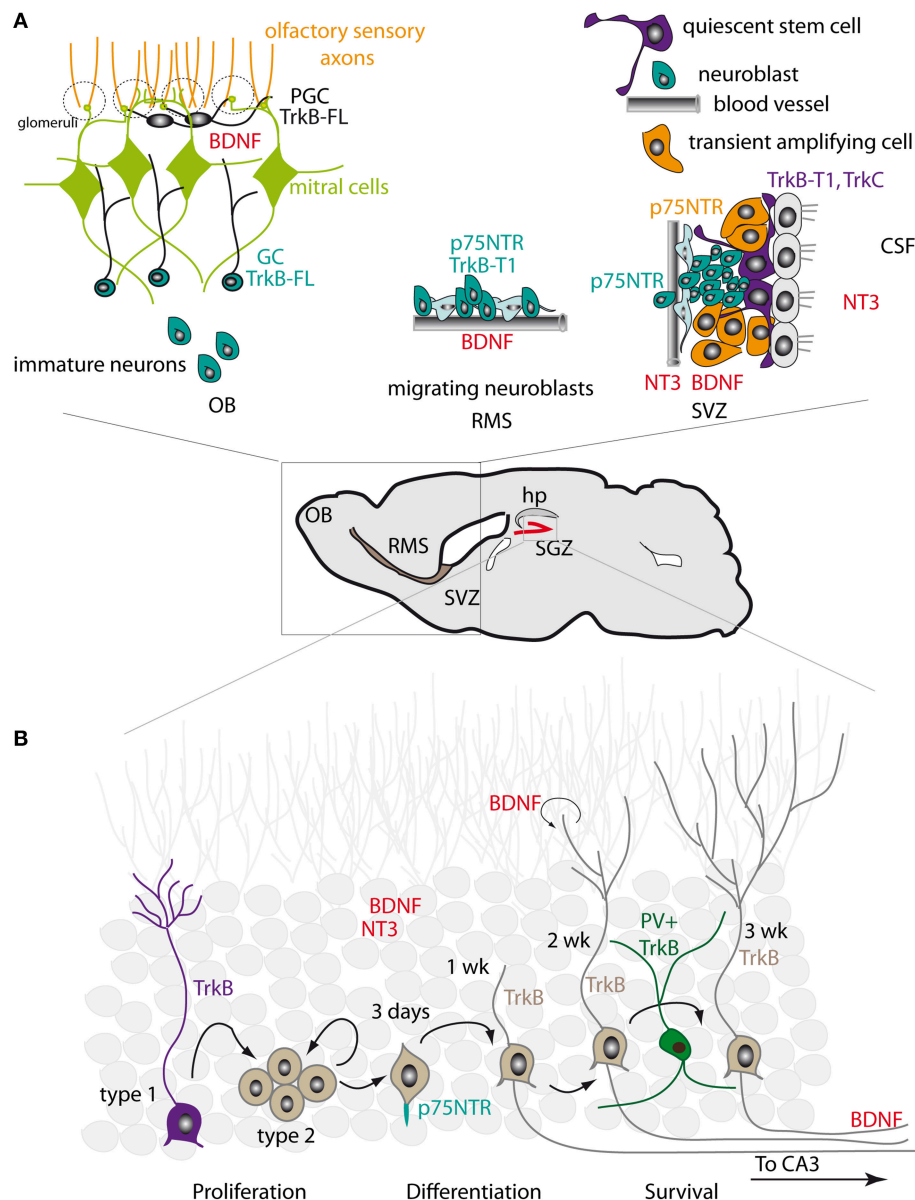 A
olfactory sensory
axons
glomeruli
PGC
TrkB-FL
BDNF
mitral cells
GC
TrkB-FL
immature neurons
OB
p75NTR
TrkB-T1
BDNF
migrating neuroblasts
RMS
quiescent stem cell
neuroblast
blood vessel
transient amplifying cell
TrkB-T1, TrkC
p75NTR
CSF
p75NTR
NT3
NT3 BDNF
SVZ
OB
hp
RMS
SGZ
SVZ
B
BDNF
BDNF
NT3
PV+
TrkB
1 wk
2 wk
3 wk
TrkB
TrkB
TrkB
TrkB
3 days
type 1
type 2
p75NTR
BDNF
To CA3
Proliferation
Differentiation
Survival